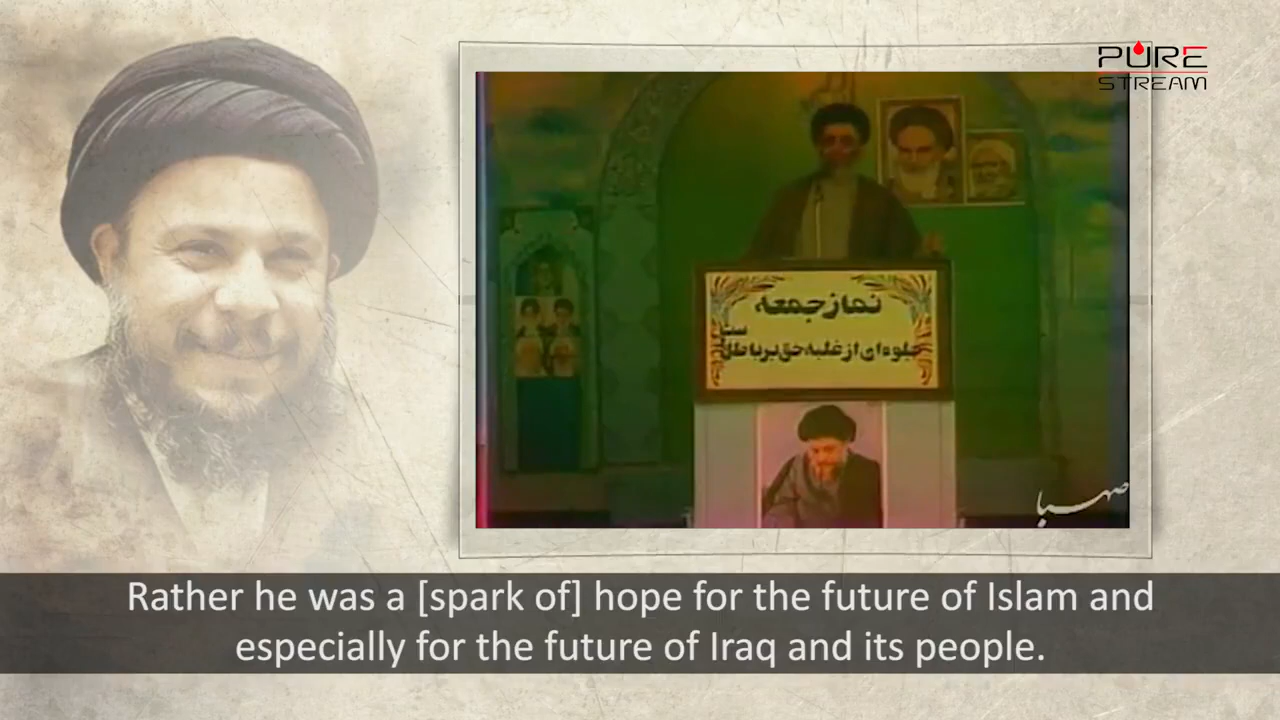 PURE
STREAM
نماز جمعه
جلوه‌ای از غلبه حق بر باطل
ست
صهبا
Rather he was a [spark of] hope for the future of Islam and
especially for the future of Iraq and its people.